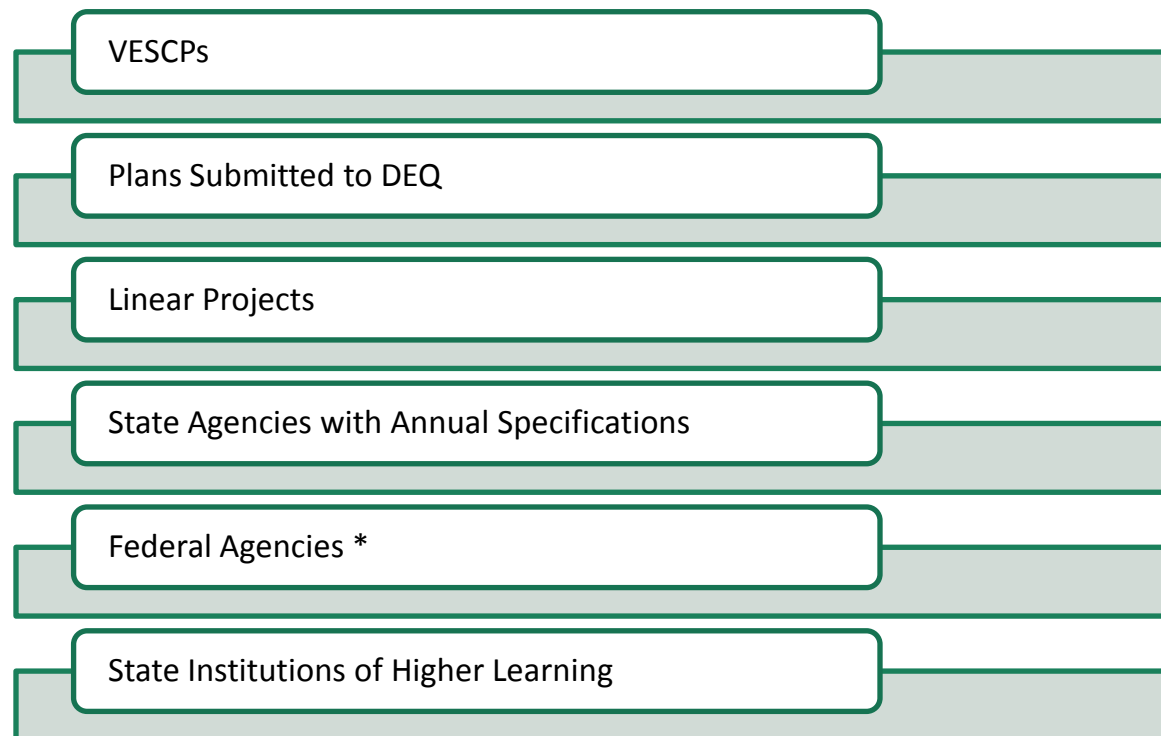 VESCPs
Plans Submitted to DEQ
Linear Projects
State Agencies with Annual Specifications
Federal Agencies *
State Institutions of Higher Learning